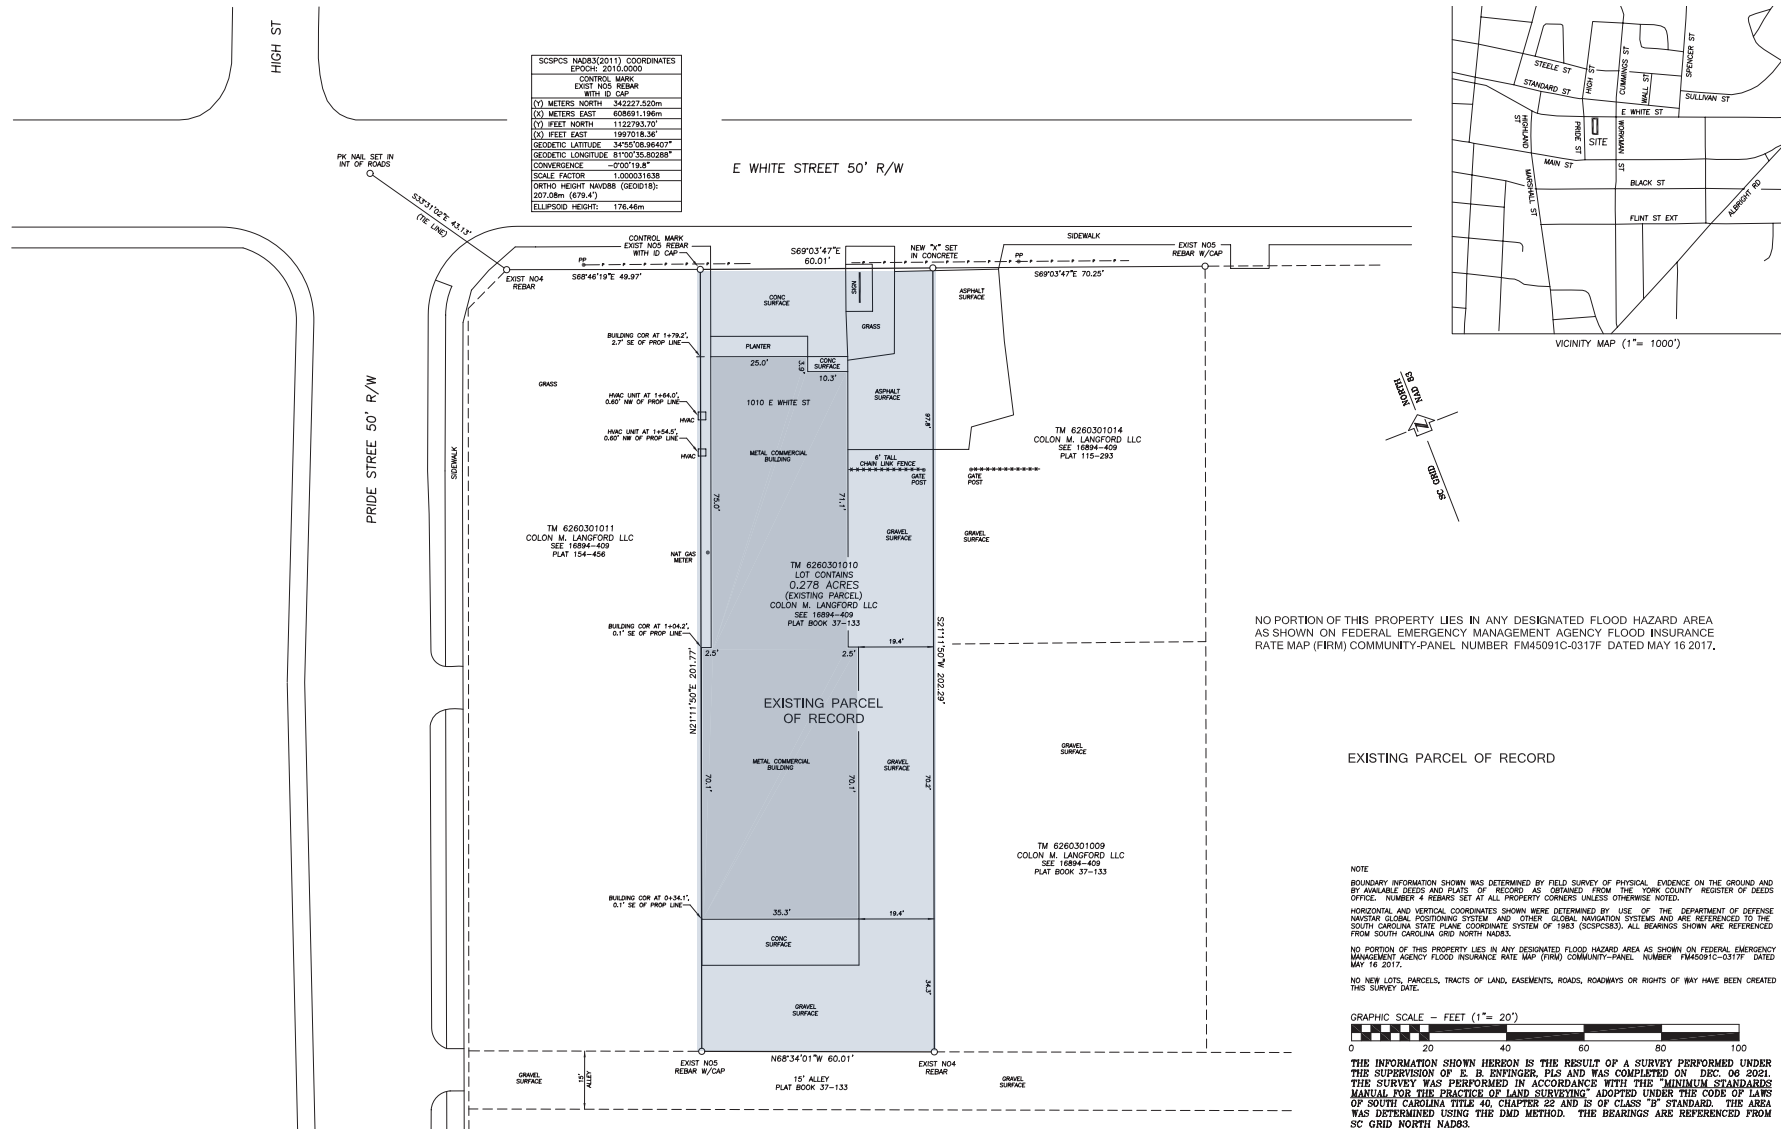 HIGH ST
SCSPCS NAD83(2011) COORDINATES
EPOCH: 2010.0000
CONTROL MARK
EXIST NO5 REBAR
WITH ID CAP
(Y) METERS NORTH 342227.520m
(X) METERS EAST 608691.196m
(Y) IFEET NORTH 1122793.70'
(X) IFEET EAST 1997018.36'
GEODETIC LATITUDE 34°55'08.96407"
GEODETIC LONGITUDE 81°00'35.80288"
CONVERGENCE -0°00'19.8"
SCALE FACTOR 1.000031638
ORTHO HEIGHT NAVD88 (GEOID18):
207.08m (679.4')
ELLIPSOID HEIGHT: 176.46m
PK NAIL SET IN
INT OF ROADS
S33°31'02"E 43.13'
(TIE LINE)
E WHITE STREET 50' R/W
SIDEWALK
CONTROL MARK
EXIST NO5 REBAR
WITH ID CAP
PP
S69°03'47"E
60.01'
NEW "X" SET
IN CONCRETE
PP
EXIST NO5
REBAR W/CAP
EXIST NO4
REBAR
S68°46'19"E 49.97'
S69°03'47"E 70.25'
CONC
SURFACE
SIGN
GRASS
ASPHALT
SURFACE
BUILDING COR AT 1+79.2',
2.7' SE OF PROP LINE
PLANTER
25.0'
3.9'
CONC
SURFACE
10.3'
GRASS
1010 E WHITE ST
ASPHALT
SURFACE
97.8'
HVAC UNIT AT 1+64.0',
0.60' NW OF PROP LINE
HVAC
HVAC UNIT AT 1+54.5',
0.60' NW OF PROP LINE
HVAC
PRIDE STREE 50' R/W
SIDEWALK
METAL COMMERCIAL
BUILDING
6' TALL
CHAIN LINK FENCE
GATE
POST
GATE
POST
TM 6260301014
COLON M. LANGFORD LLC
SEE 16894-409
PLAT 115-293
75.0'
71.1'
TM 6260301011
COLON M. LANGFORD LLC
SEE 16894-409
PLAT 154-456
GRAVEL
SURFACE
GRAVEL
SURFACE
NAT GAS
METER
TM 6260301010
LOT CONTAINS
0.278 ACRES
(EXISTING PARCEL)
COLON M. LANGFORD LLC
SEE 16894-409
PLAT BOOK 37-133
BUILDING COR AT 1+04.2',
0.1' SE OF PROP LINE
2.5'
2.5'
19.4'
N21°11'50"E 201.77'
S21°11'50"W 202.29'
EXISTING PARCEL
OF RECORD
METAL COMMERCIAL
BUILDING
70.1'
70.1'
GRAVEL
SURFACE
70.2'
GRAVEL
SURFACE
TM 6260301009
COLON M. LANGFORD LLC
SEE 16894-409
PLAT BOOK 37-133
BUILDING COR AT 0+34.1',
0.1' SE OF PROP LINE
35.3'
19.4'
CONC
SURFACE
34.3'
GRAVEL
SURFACE
EXIST NO5
REBAR W/CAP
N68°34'01"W 60.01'
EXIST NO4
REBAR
GRAVEL
SURFACE
15'
ALLEY
15' ALLEY
PLAT BOOK 37-133
GRAVEL
SURFACE
STEELE ST
STANDARD ST
HIGH ST
CUMMINGS ST
WALL ST
SPENCER ST
SULLIVAN ST
E WHITE ST
HIGHLAND
ST
PRIDE ST
SITE
WORKMAN ST
MAIN ST
MARSHALL ST
BLACK ST
ALBRIGHT RD
FLINT ST EXT
VICINITY MAP (1"= 1000')
NORTH
NAD 83
SC GRID
NO PORTION OF THIS PROPERTY LIES IN ANY DESIGNATED FLOOD HAZARD AREA
AS SHOWN ON FEDERAL EMERGENCY MANAGEMENT AGENCY FLOOD INSURANCE
RATE MAP (FIRM) COMMUNITY-PANEL NUMBER FM45091C-0317F DATED MAY 16 2017.
EXISTING PARCEL OF RECORD
NOTE
BOUNDARY INFORMATION SHOWN WAS DETERMINED BY FIELD SURVEY OF PHYSICAL EVIDENCE ON THE GROUND AND
BY AVAILABLE DEEDS AND PLATS OF RECORD AS OBTAINED FROM THE YORK COUNTY REGISTER OF DEEDS
OFFICE. NUMBER 4 REBARS SET AT ALL PROPERTY CORNERS UNLESS OTHERWISE NOTED.
HORIZONTAL AND VERTICAL COORDINATES SHOWN WERE DETERMINED BY USE OF THE DEPARTMENT OF DEFENSE
NAVSTAR GLOBAL POSITIONING SYSTEM AND OTHER GLOBAL NAVIGATION SYSTEMS AND ARE REFERENCED TO THE
SOUTH CAROLINA STATE PLANE COORDINATE SYSTEM OF 1983 (SCSPCS83). ALL BEARINGS SHOWN ARE REFERENCED
FROM SOUTH CAROLINA GRID NORTH NAD83.
NO PORTION OF THIS PROPERTY LIES IN ANY DESIGNATED FLOOD HAZARD AREA AS SHOWN ON FEDERAL EMERGENCY
MANAGEMENT AGENCY FLOOD INSURANCE RATE MAP (FIRM) COMMUNITY-PANEL NUMBER FM45091C-0317F DATED
MAY 16 2017.
NO NEW LOTS, PARCELS, TRACTS OF LAND, EASEMENTS, ROADS, ROADWAYS OR RIGHTS OF WAY HAVE BEEN CREATED
THIS SURVEY DATE.
GRAPHIC SCALE - FEET (1"= 20')
0 20 40 60 80 100
THE INFORMATION SHOWN HEREON IS THE RESULT OF A SURVEY PERFORMED UNDER
THE SUPERVISION OF E. B. ENFINGER, PLS AND WAS COMPLETED ON DEC. 06 2021.
THE SURVEY WAS PERFORMED IN ACCORDANCE WITH THE "MINIMUM STANDARDS
MANUAL FOR THE PRACTICE OF LAND SURVEYING" ADOPTED UNDER THE CODE OF LAWS
OF SOUTH CAROLINA TITLE 40, CHAPTER 22 AND IS OF CLASS "B" STANDARD. THE AREA
WAS DETERMINED USING THE DMD METHOD. THE BEARINGS ARE REFERENCED FROM
SC GRID NORTH NAD83.